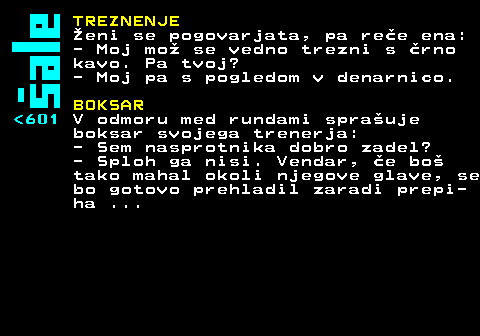 šale
TREZNENJE
Ženi se pogovarjata, pa reče ena:
- Moj mož se vedno trezni s črno
kavo. Pa tvoj?
- Moj pa s pogledom v denarnico.
BOKSAR
<601 V odmoru med rundami sprašuje
boksar svojega trenerja:
- Sem nasprotnika dobro zadel?
- Sploh ga nisi. Vendar, če boš
tako mahal okoli njegove glave, se
bo gotovo prehladil zaradi prepi-
ha ...